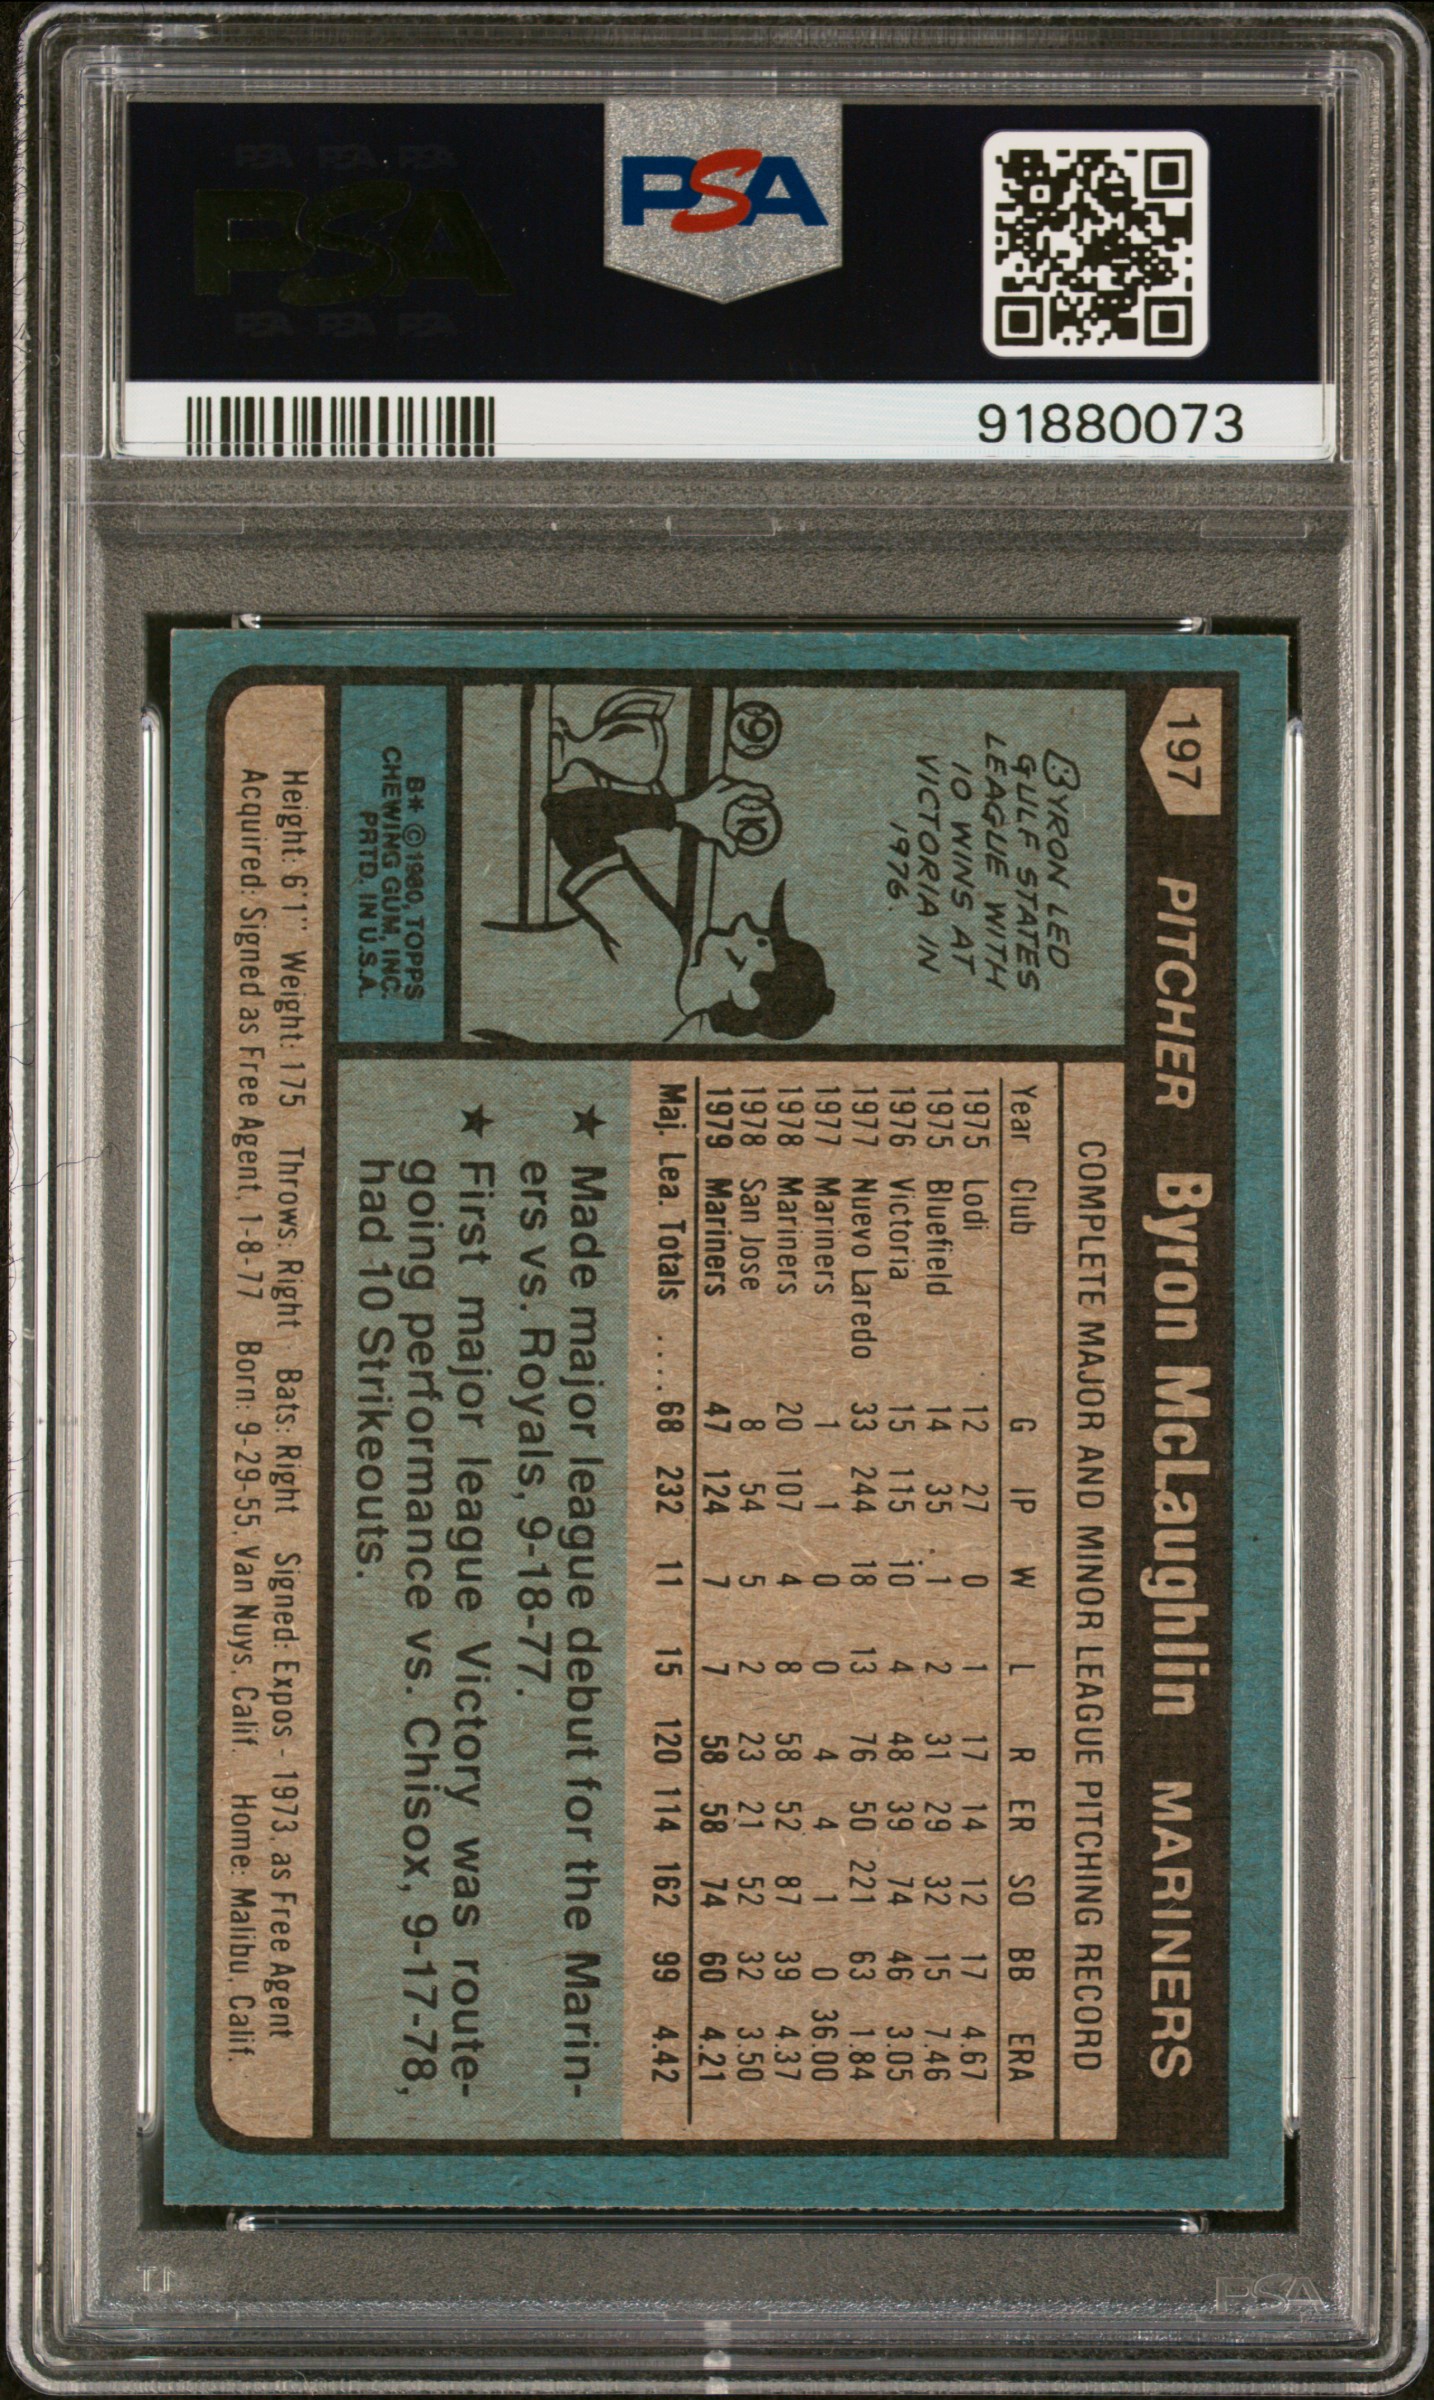 PSA PSA PSA
PSA
PSA PSA PSA
PSA
91880073
197 PITCHER Byron McLaughlin MARINERS
BYRON LED
GULF STATES
LEAGUE WITH
10 WINS AT
VICTORIA IN
1976.
9 10
B* ©1980, TOPPS
CHEWING GUM, INC.
PRTD. IN U.S.A.
COMPLETE MAJOR AND MINOR LEAGUE PITCHING RECORD
Year Club G IP W L R ER SO BB ERA
1975 Lodi 12 27 0 1 17 14 12 17 4.67
1975 Bluefield 14 35 1 2 31 29 32 15 7.46
1976 Victoria 15 115 10 4 48 39 74 46 3.05
1977 Nuevo Laredo 33 244 18 13 76 50 221 63 1.84
1977 Mariners 1 1 0 0 4 4 1 0 36.00
1978 Mariners 20 107 4 8 58 52 87 39 4.37
1978 San Jose 8 54 5 2 23 21 52 32 3.50
1979 Mariners 47 124 7 7 58 58 74 60 4.21
Maj. Lea. Totals ....68 232 11 15 120 114 162 99 4.42
★ Made major league debut for the Marin-
ers vs. Royals, 9-18-77.
★ First major league Victory was route-
going performance vs. Chisox, 9-17-78,
had 10 Strikeouts.
Height: 6'1" Weight: 175 Throws: Right Bats: Right Signed: Expos - 1973, as Free Agent
Acquired: Signed as Free Agent, 1-8-77 Born: 9-29-55, Van Nuys, Calif. Home: Malibu, Calif.
PSA